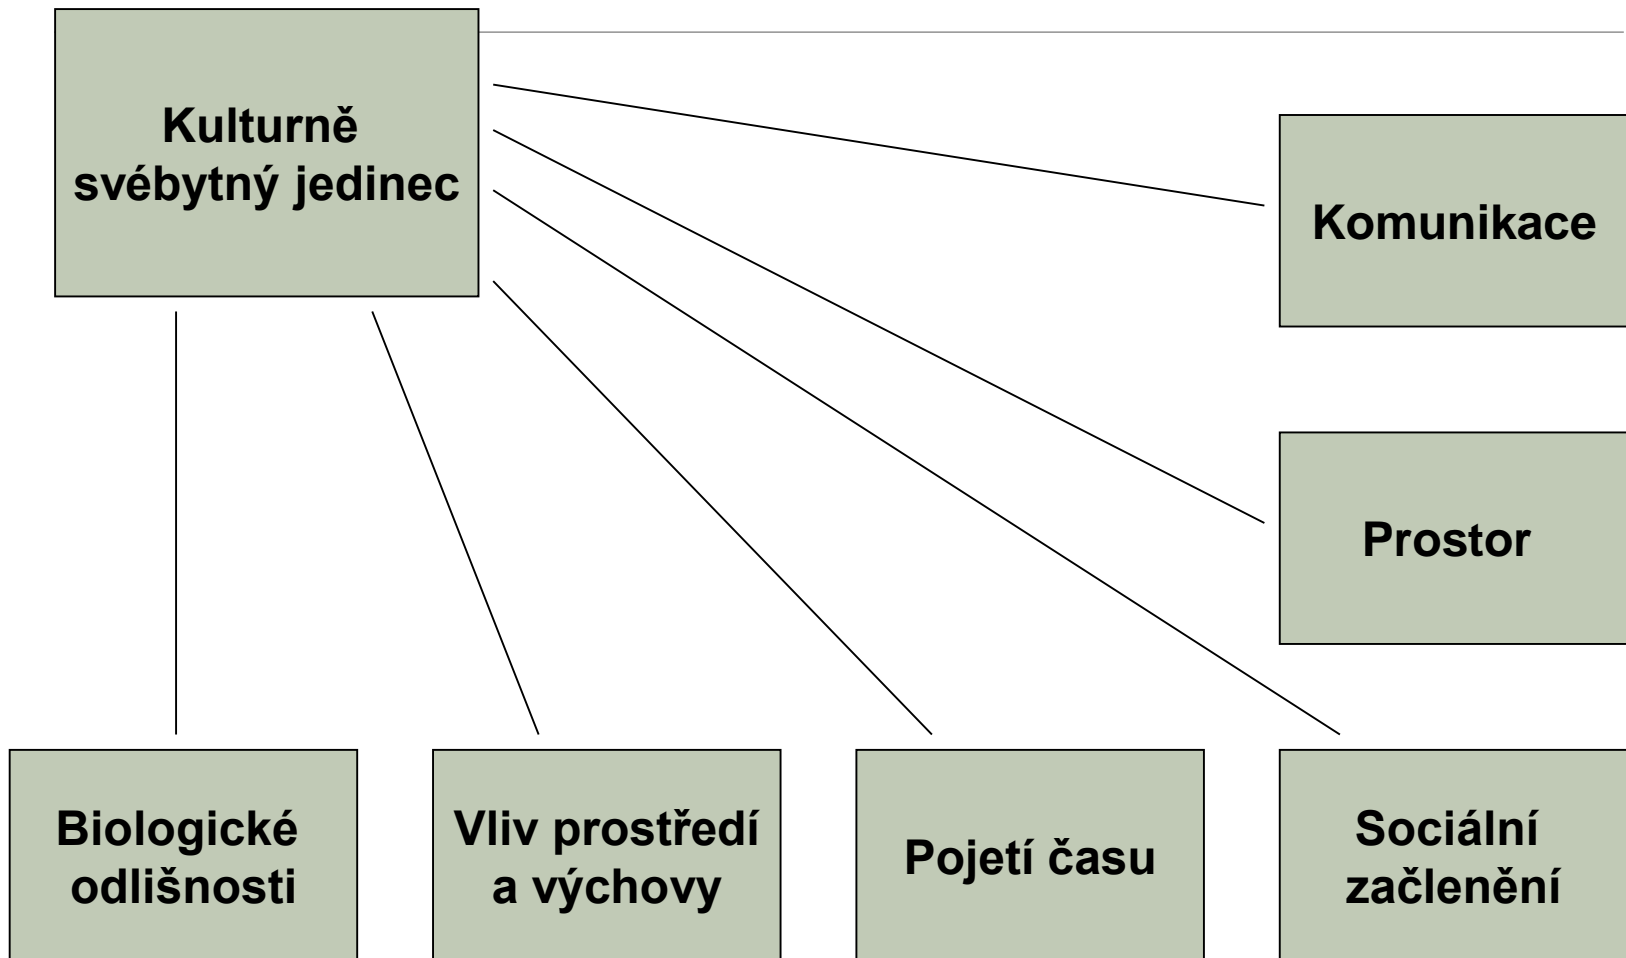 Kulturně
svébytný jedinec
Komunikace
Prostor
Biologické
odlišnosti
Vliv prostředí
a výchovy
Pojetí času
Sociální
začlenění